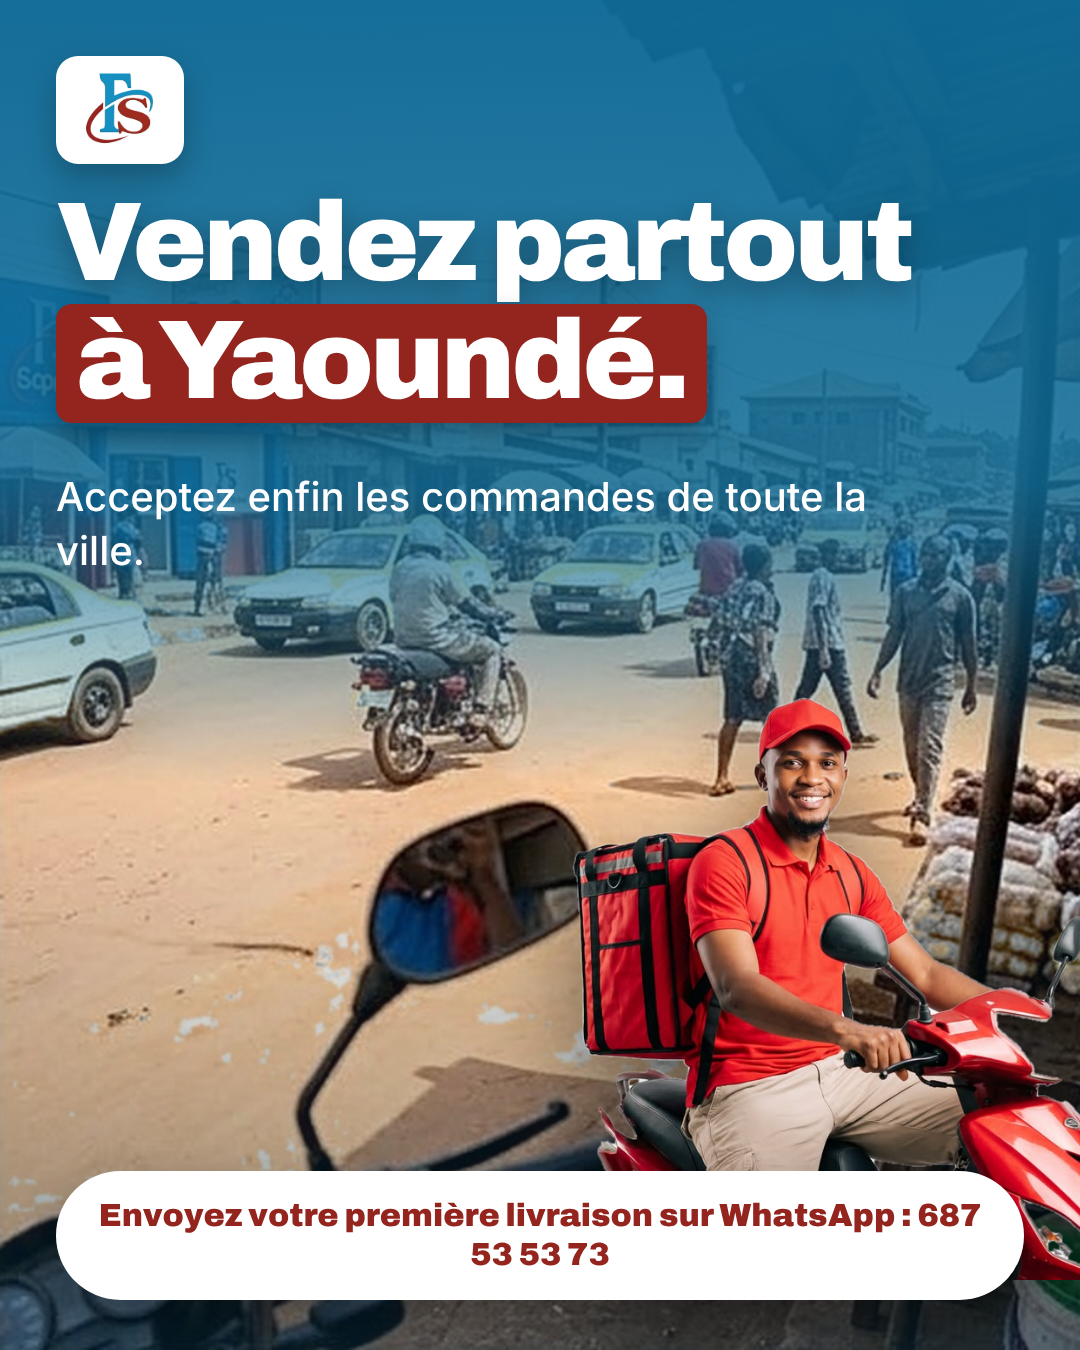 FS
Vendez partout
à Yaoundé.
Acceptez enfin les commandes de toute la
ville.
Envoyez votre première livraison sur WhatsApp : 687
53 53 73